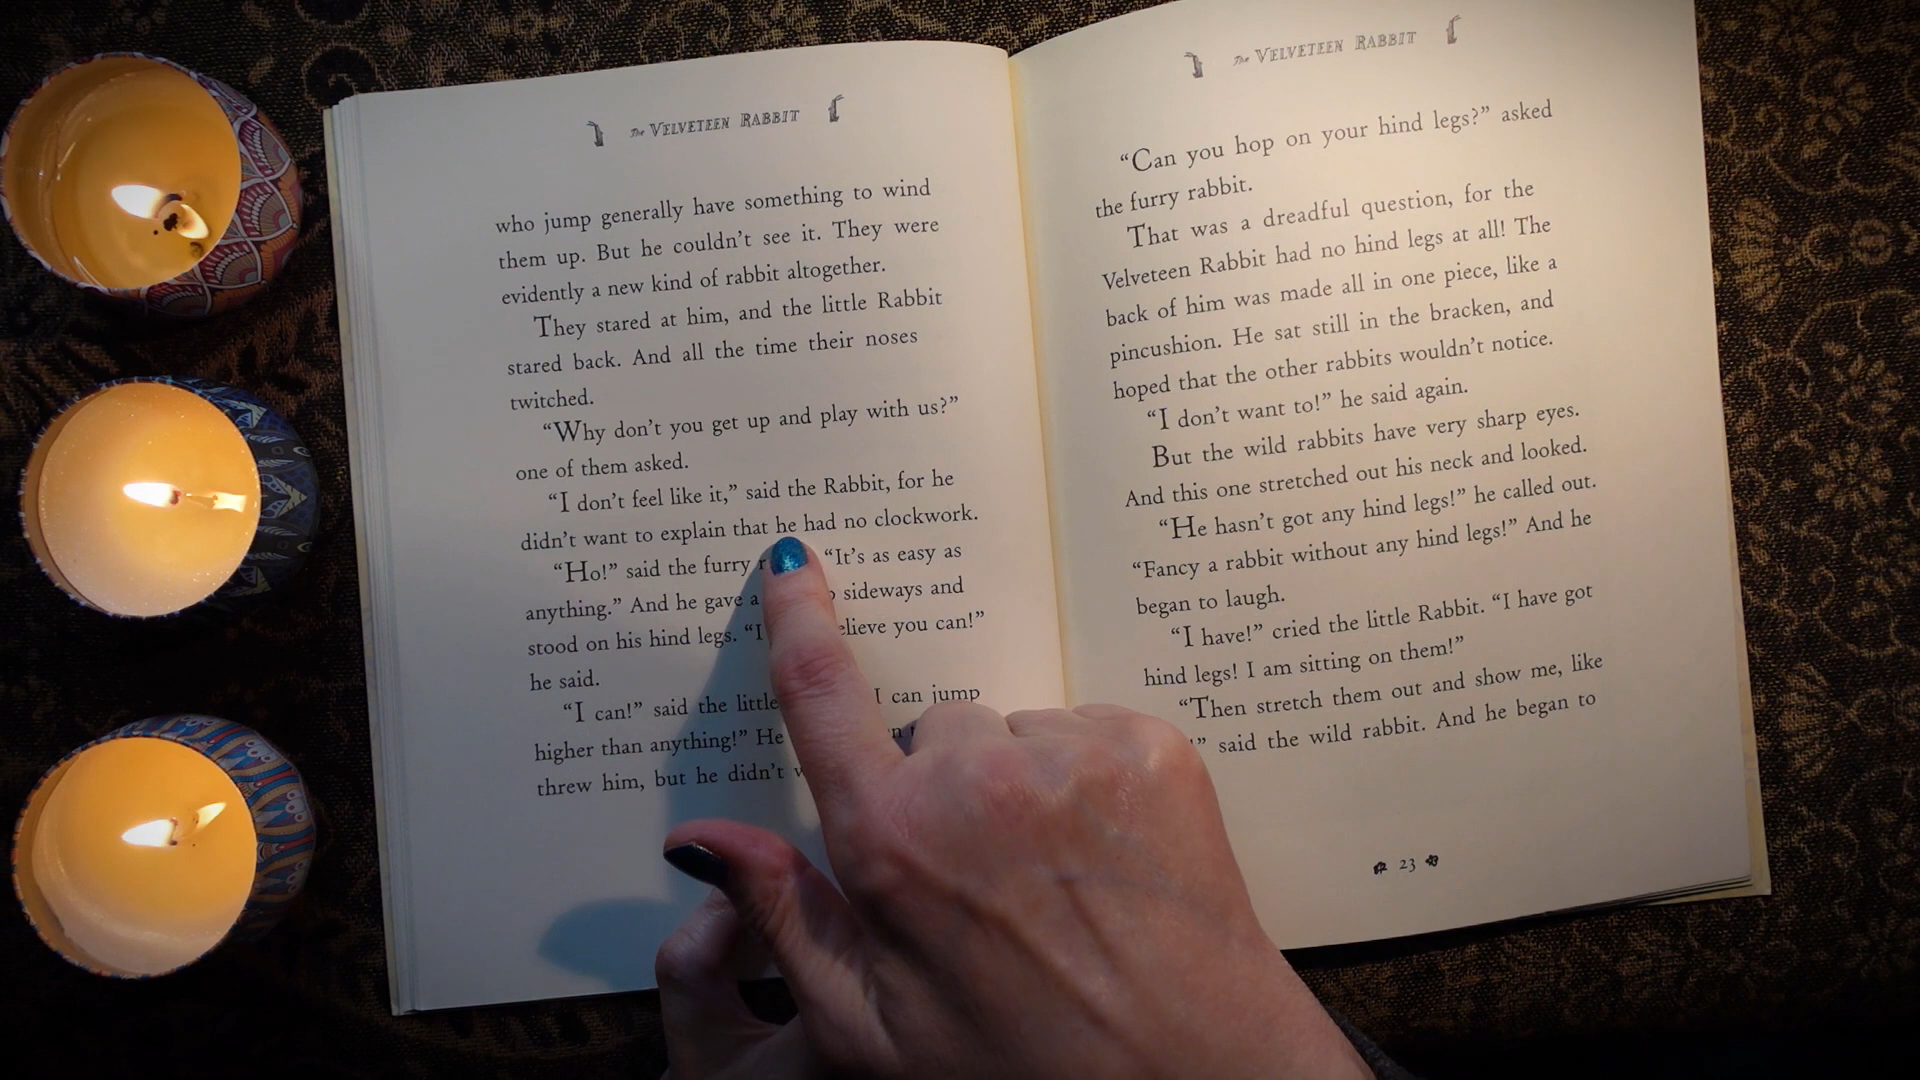 The VELVETEEN RABBIT
who jump generally have something to wind
them up. But he couldn't see it. They were
evidently a new kind of rabbit altogether.
They stared at him, and the little Rabbit
stared back. And all the time their noses
twitched.
“Why don't you get up and play with us?”
one of them asked.
“I don't feel like it,” said the Rabbit, for he
didn't want to explain that he had no clockwork.
“Ho!” said the furry “It's as easy as
anything.” And he gave a sideways and
stood on his hind legs. “I believe you can!”
he said.
“I can!” said the little I can jump
higher than anything!” He
threw him, but he didn't
The VELVETEEN RABBIT
“Can you hop on your hind legs?” asked
the furry rabbit.
That was a dreadful question, for the
Velveteen Rabbit had no hind legs at all! The
back of him was made all in one piece, like a
pincushion. He sat still in the bracken, and
hoped that the other rabbits wouldn't notice.
“I don't want to!” he said again.
But the wild rabbits have very sharp eyes.
And this one stretched out his neck and looked.
“He hasn't got any hind legs!” he called out.
“Fancy a rabbit without any hind legs!” And he
began to laugh.
“I have!” cried the little Rabbit. “I have got
hind legs! I am sitting on them!”
“Then stretch them out and show me, like
!” said the wild rabbit. And he began to
23